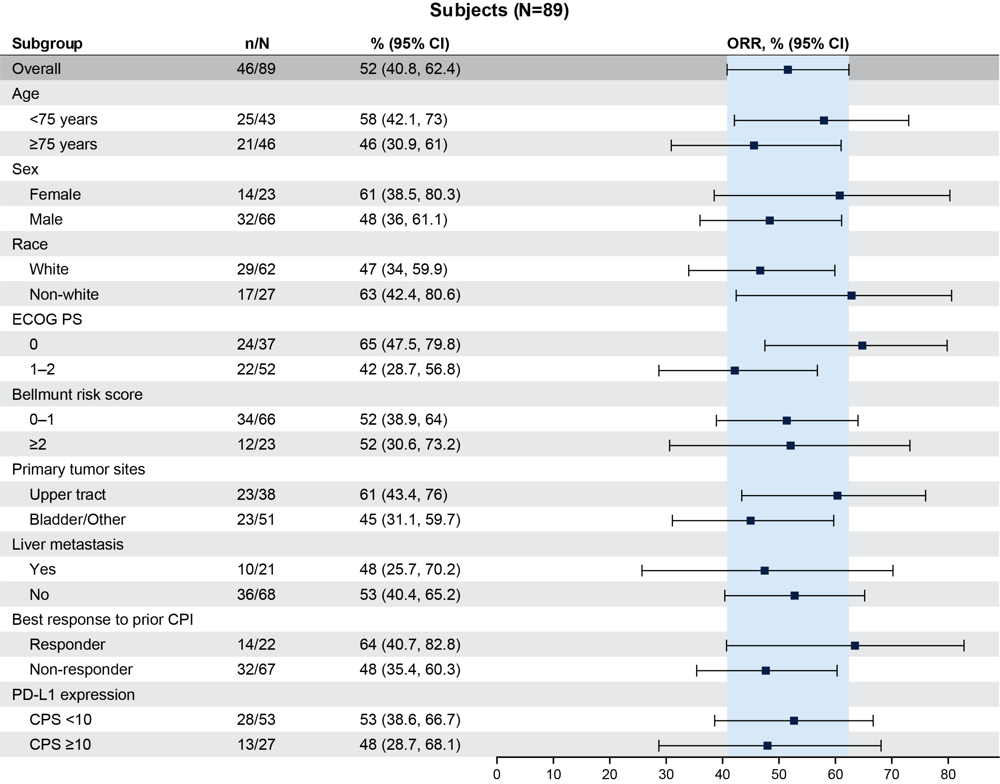 Subjects (N=89)
Subgroup n/N % (95% CI) ORR, % (95% CI)
Overall 46/89 52 (40.8, 62.4)
Age
<75 years 25/43 58 (42.1, 73)
≥75 years 21/46 46 (30.9, 61)
Sex
Female 14/23 61 (38.5, 80.3)
Male 32/66 48 (36, 61.1)
Race
White 29/62 47 (34, 59.9)
Non-white 17/27 63 (42.4, 80.6)
ECOG PS
0 24/37 65 (47.5, 79.8)
1–2 22/52 42 (28.7, 56.8)
Bellmunt risk score
0–1 34/66 52 (38.9, 64)
≥2 12/23 52 (30.6, 73.2)
Primary tumor sites
Upper tract 23/38 61 (43.4, 76)
Bladder/Other 23/51 45 (31.1, 59.7)
Liver metastasis
Yes 10/21 48 (25.7, 70.2)
No 36/68 53 (40.4, 65.2)
Best response to prior CPI
Responder 14/22 64 (40.7, 82.8)
Non-responder 32/67 48 (35.4, 60.3)
PD-L1 expression
CPS <10 28/53 53 (38.6, 66.7)
CPS ≥10 13/27 48 (28.7, 68.1)
0 10 20 30 40 50 60 70 80